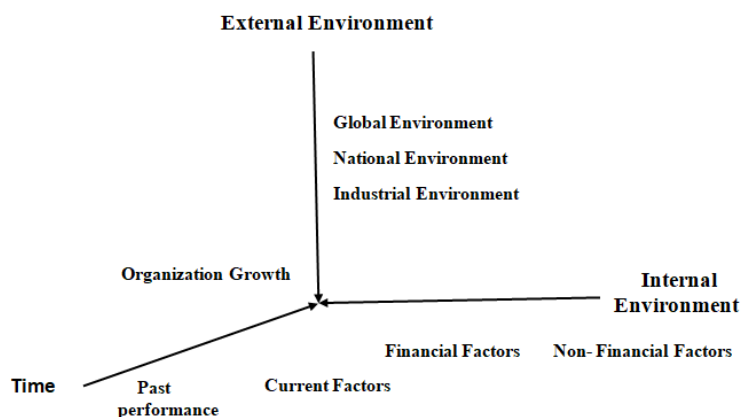 External Environment
Global Environment
National Environment
Industrial Environment
Organization Growth
Internal
Environment
Financial Factors
Non- Financial Factors
Time
Past
performance
Current Factors